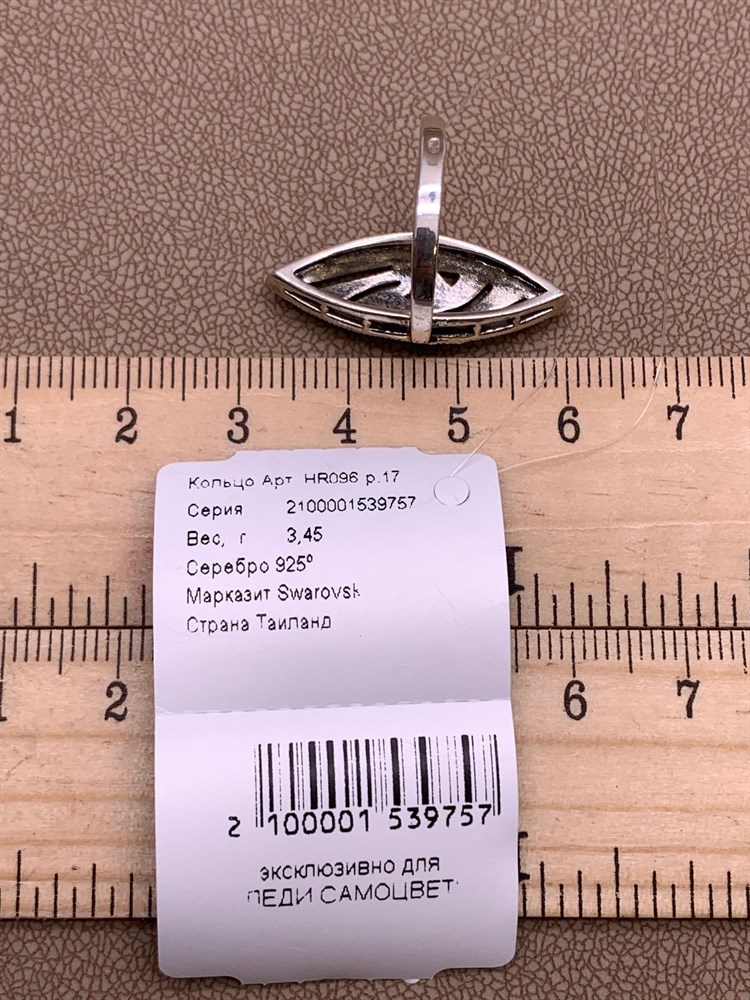 1 2 3 4 5 6 7
Кольцо Арт HR096 р.17
Серия 2100001539757
Вес, г 3,45
Серебро 925°
Марказит Swarovsk
Страна Таиланд
2 6 7
2 100001 539757
эксклюзивно для
ЛЕДИ САМОЦВЕТ